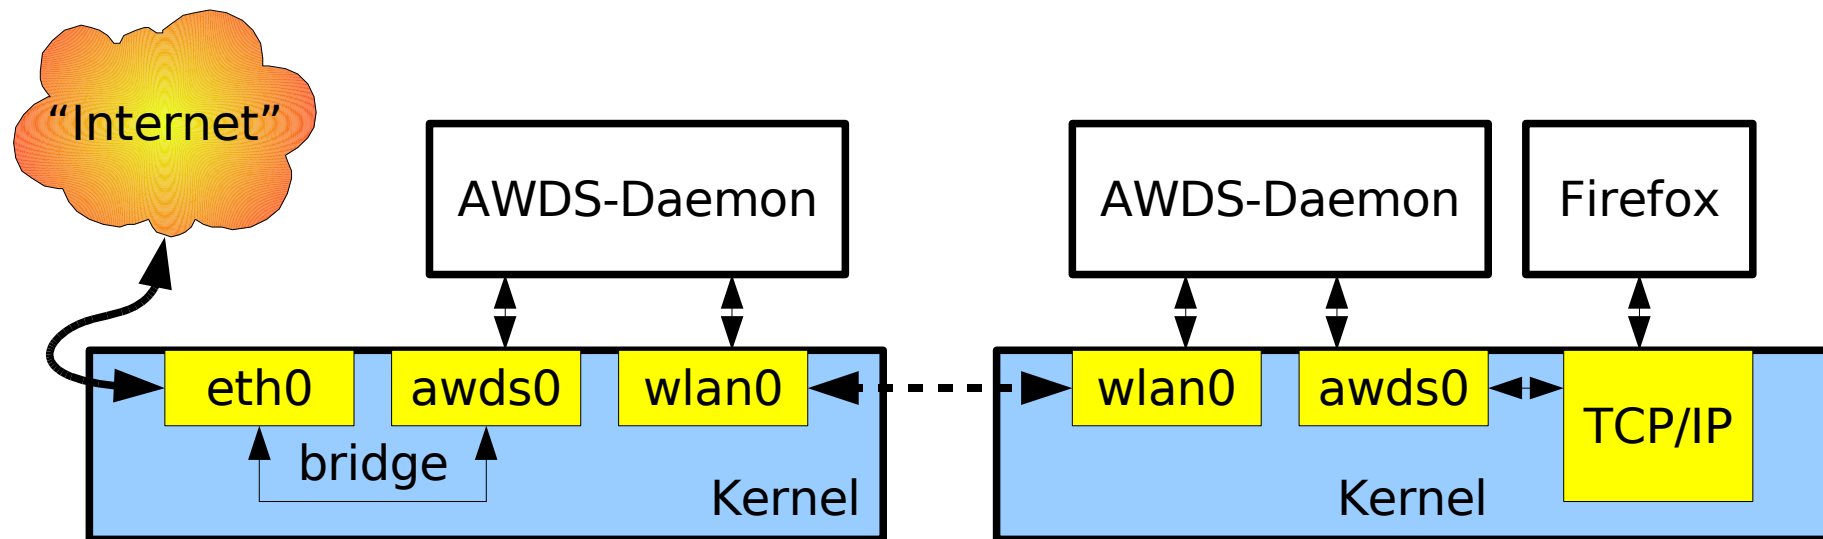 “Internet”
AWDS-Daemon
AWDS-Daemon
Firefox
eth0
awds0
wlan0
wlan0
awds0
TCP/IP
bridge
Kernel
Kernel